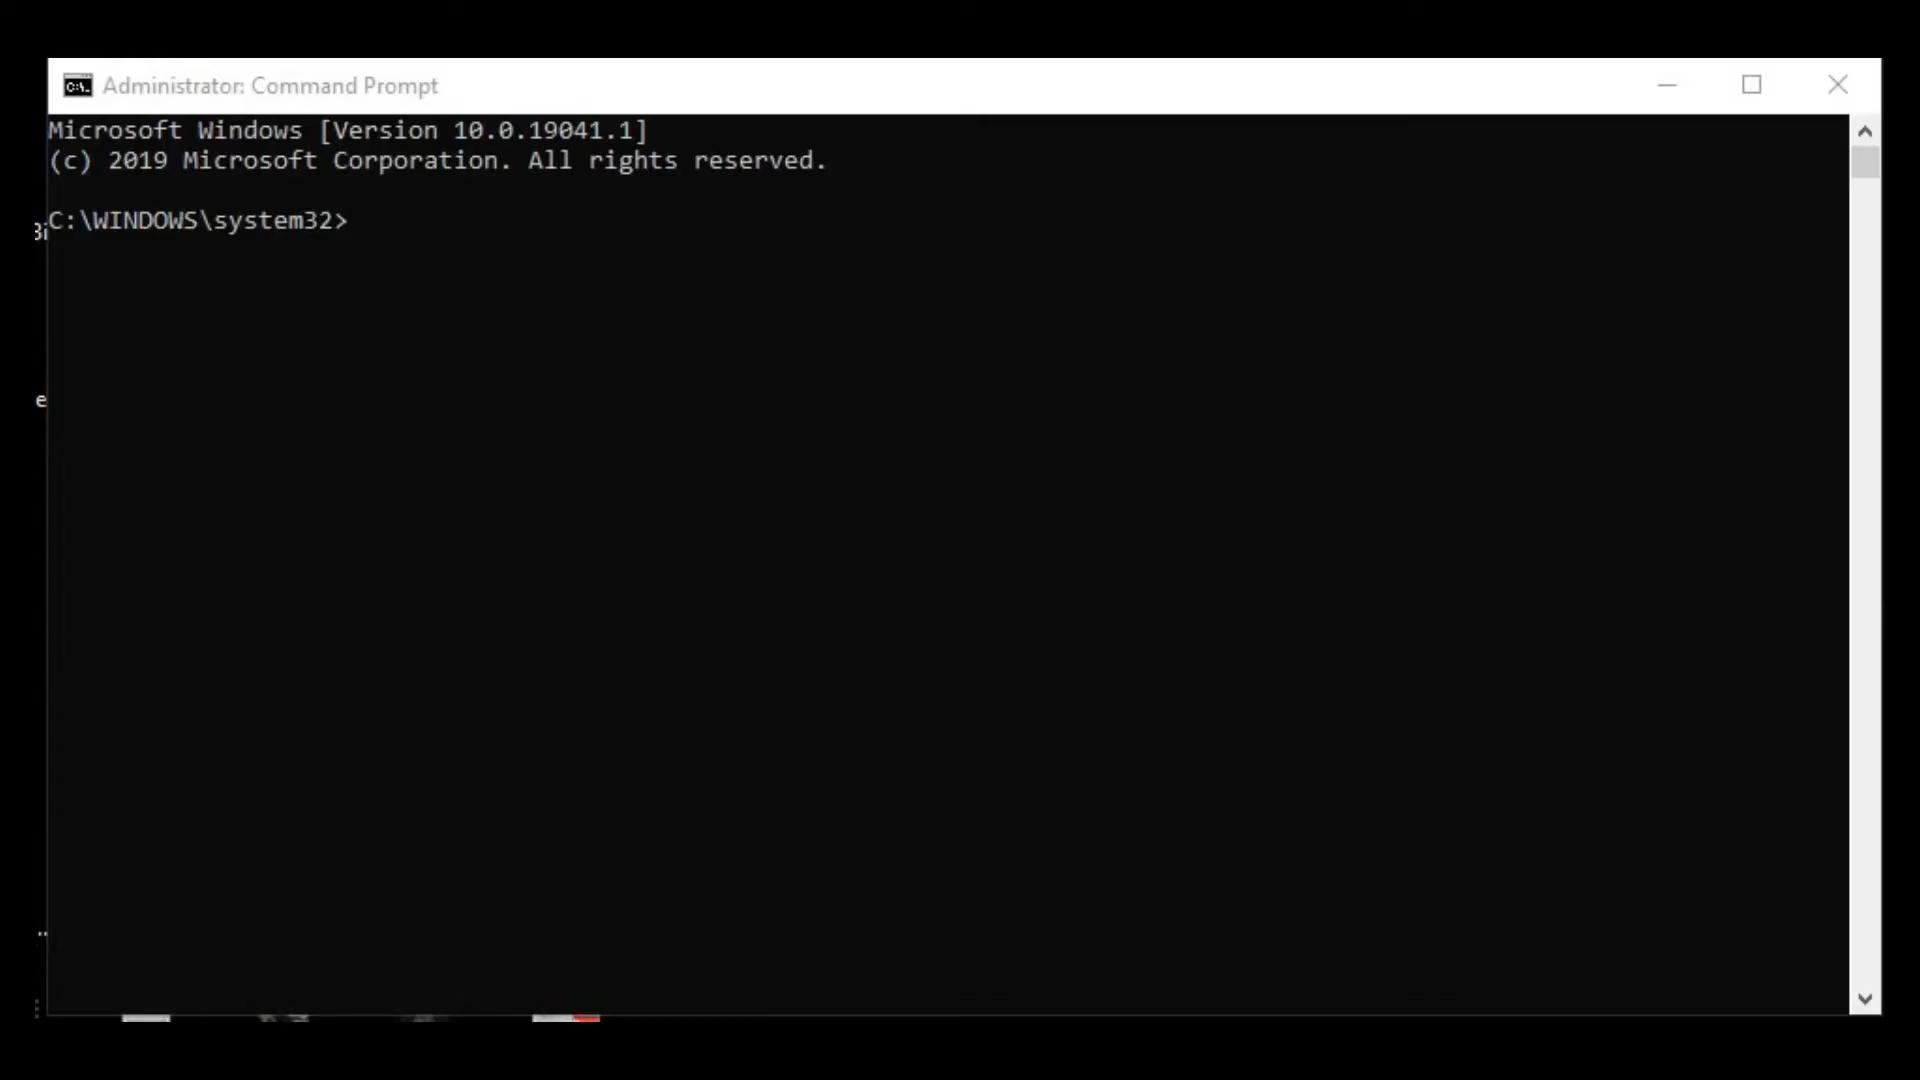 Administrator: Command Prompt
Microsoft Windows [Version 10.0.19041.1]
(c) 2019 Microsoft Corporation. All rights reserved.
C:\WINDOWS\system32>